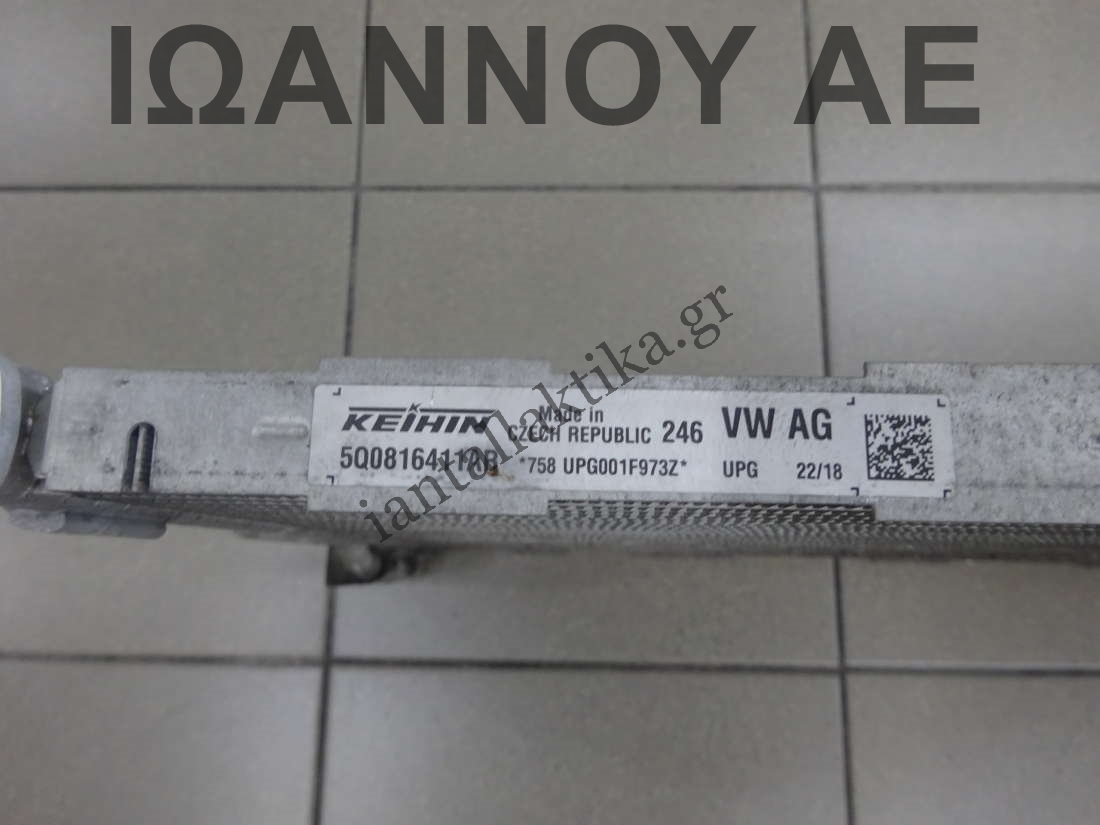 ΙΩΑΝΝΟΥ ΑΕ
iantallaktika.gr
KEIHIN
Made in
CZECH REPUBLIC 246 VW AG
*758 UPG001F973Z* UPG 22/18